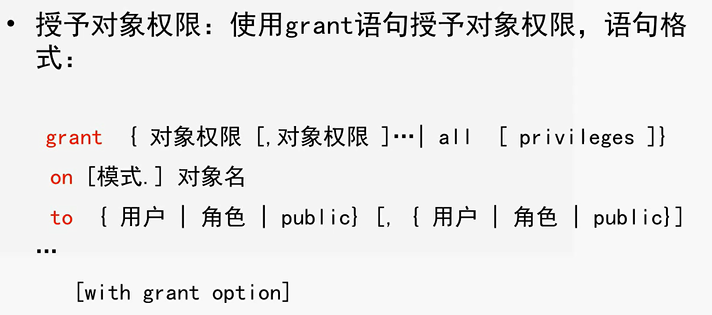 • 授予对象权限：使用grant语句授予对象权限，语句格
式：
grant { 对象权限 [,对象权限 ]…| all [ privileges ]}
on [模式.] 对象名
to { 用户 | 角色 | public} [, { 用户 | 角色 | public}]
…
[with grant option]